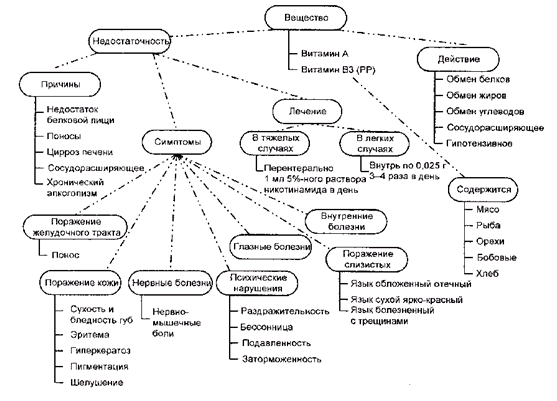 Вещество
Витамин А
Витамин В3 (РР)
Недостаточность
Действие
Обмен белков
Обмен жиров
Обмен углеводов
Сосудорасширяющее
Гипотензивное
Причины
Недостаток
белковой пищи
Поносы
Цирроз печени
Сосудорасширяющее
Хронический
алкоголизм
Лечение
В тяжелых
случаях
Перентерально
1 мл 5%-ного раствора
никотинамида в день
В легких
случаях
Внутрь по 0,025 г
3–4 раза в день
Симптомы
Содержится
Мясо
Рыба
Орехи
Бобовые
Хлеб
Поражение
желудочного тракта
Понос
Внутренние
болезни
Глазные болезни
Поражение кожи
Сухость и
бледность губ
Эритема
Гиперкератоз
Пигментация
Шелушение
Нервные болезни
Нервно-
мышечные
боли
Психические
нарушения
Раздражительность
Бессонница
Подавленность
Заторможенность
Поражение
слизистых
Язык обложенный отечный
Язык сухой ярко-красный
Язык болезненный
с трещинами